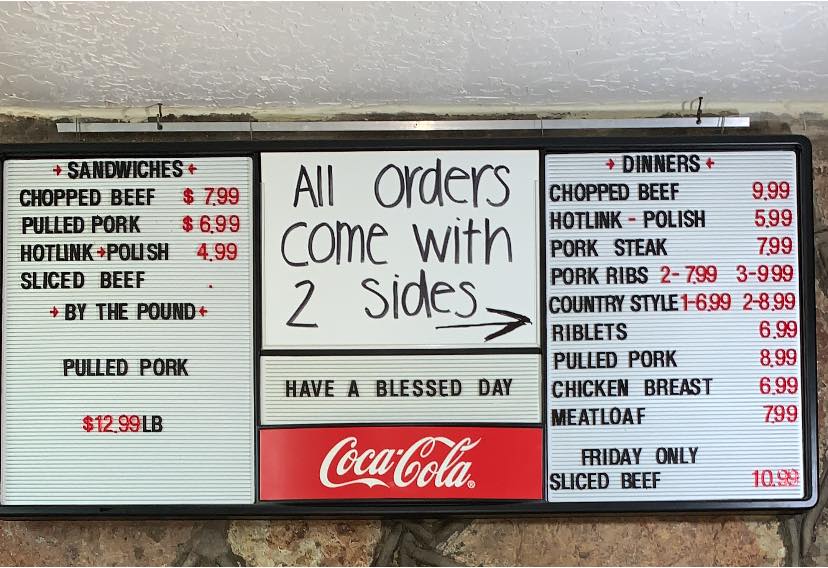 SANDWICHES
CHOPPED BEEF $ 7.99
PULLED PORK $ 6.99
HOTLINK POLISH 4.99
SLICED BEEF .
BY THE POUND
PULLED PORK
$12.99 LB
All orders
come with
2 sides
HAVE A BLESSED DAY
Coca-Cola®
DINNERS
CHOPPED BEEF 9.99
HOTLINK - POLISH 5.99
PORK STEAK 7.99
PORK RIBS 2-7.99 3-9.99
COUNTRY STYLE 1-6.99 2-8.99
RIBLETS 6.99
PULLED PORK 8.99
CHICKEN BREAST 6.99
MEATLOAF 7.99
FRIDAY ONLY
SLICED BEEF 10.99